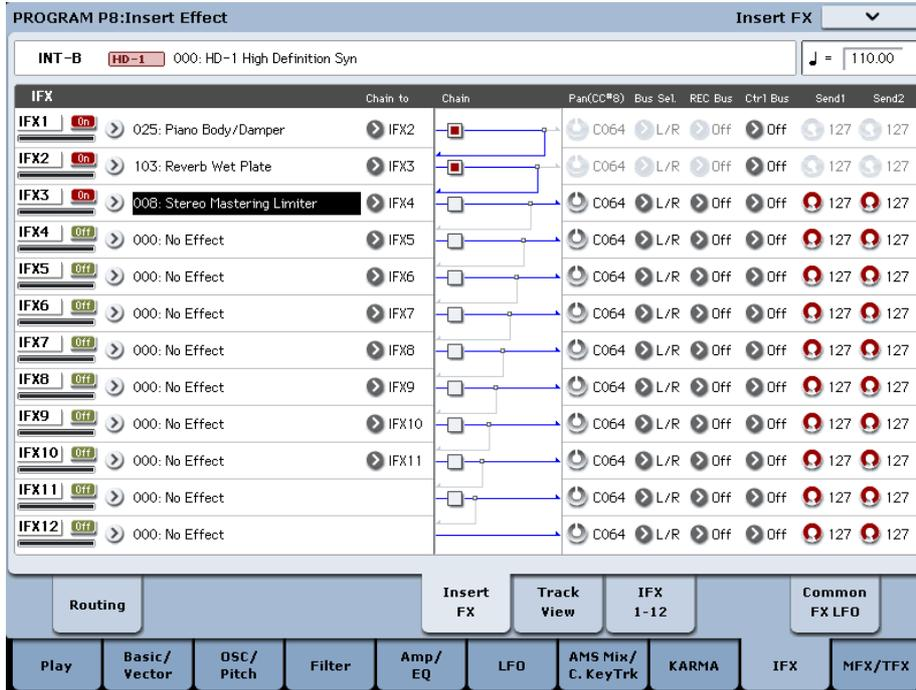 PROGRAM P8:Insert Effect Insert FX
INT-B HD-1 000: HD-1 High Definition Syn ♩ = 110.00
IFX Chain to Chain Pan(CC#8) Bus Sel. REC Bus Ctrl Bus Send1 Send2
IFX1 On 025: Piano Body/Damper IFX2 C064 L/R Off Off 127 127
IFX2 On 103: Reverb Wet Plate IFX3 C064 L/R Off Off 127 127
IFX3 On 008: Stereo Mastering Limiter IFX4 C064 L/R Off Off 127 127
IFX4 Off 000: No Effect IFX5 C064 L/R Off Off 127 127
IFX5 Off 000: No Effect IFX6 C064 L/R Off Off 127 127
IFX6 Off 000: No Effect IFX7 C064 L/R Off Off 127 127
IFX7 Off 000: No Effect IFX8 C064 L/R Off Off 127 127
IFX8 Off 000: No Effect IFX9 C064 L/R Off Off 127 127
IFX9 Off 000: No Effect IFX10 C064 L/R Off Off 127 127
IFX10 Off 000: No Effect IFX11 C064 L/R Off Off 127 127
IFX11 Off 000: No Effect C064 L/R Off Off 127 127
IFX12 Off 000: No Effect C064 L/R Off Off 127 127
Routing Insert FX Track View IFX 1-12 Common FX LFO
Play Basic/Vector OSC/Pitch Filter Amp/EQ LFO AMS Mix/C. KeyTrk KARMA IFX MFX/TFX